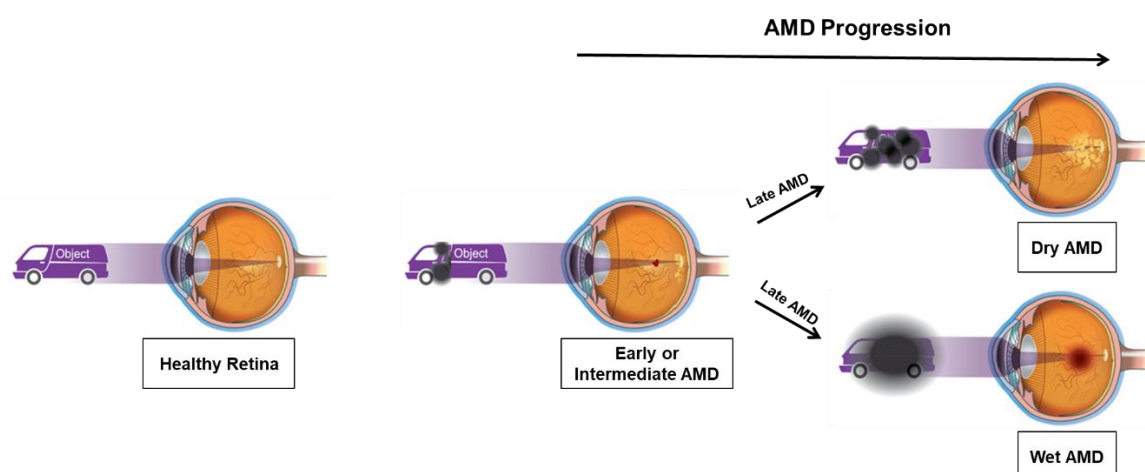 AMD Progression
Late AMD
Dry AMD
Object
Healthy Retina
Object
Early or
Intermediate AMD
Late AMD
Wet AMD